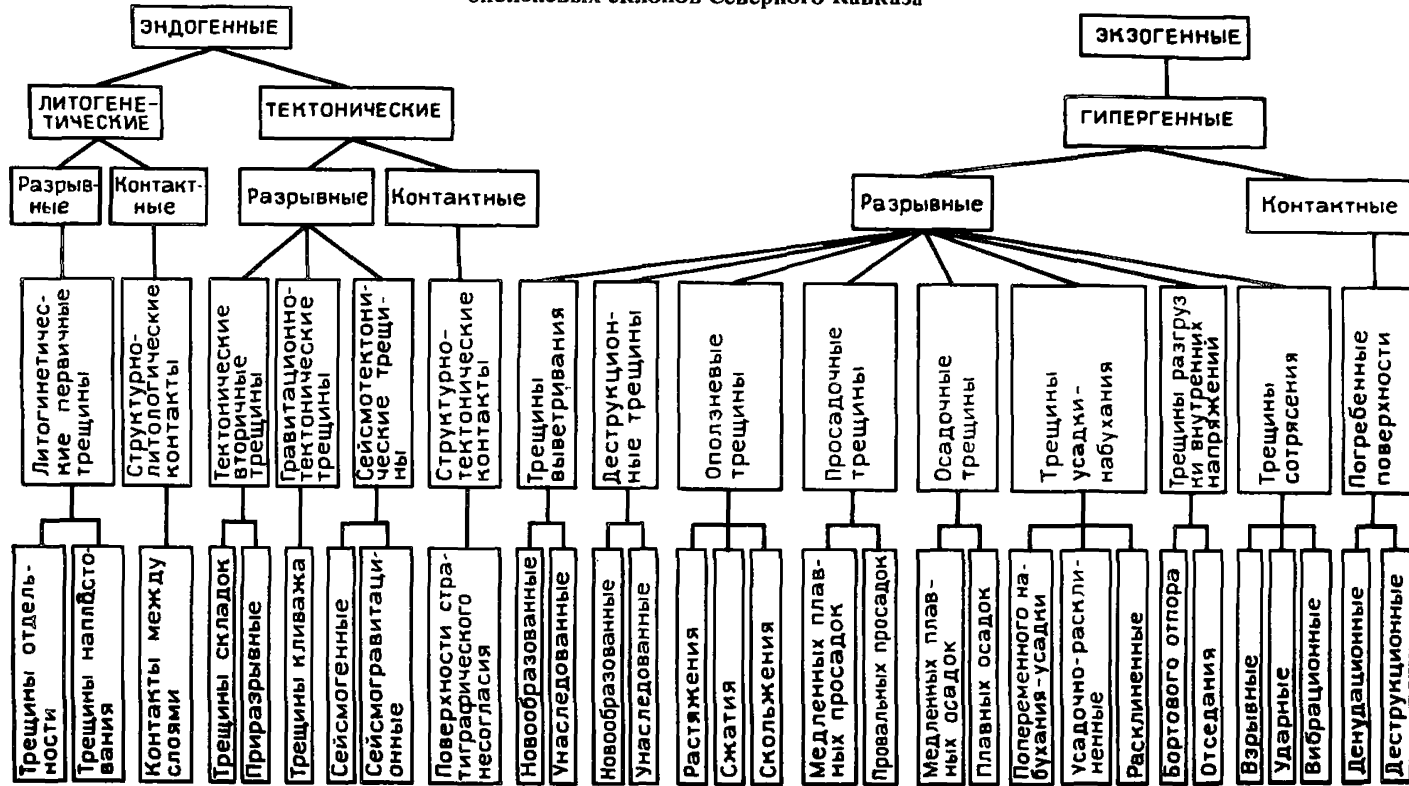 оползневых склонов Северного Кавказа
ЭНДОГЕННЫЕ
ЭКЗОГЕННЫЕ
ЛИТОГЕНЕ-
ТИЧЕСКИЕ
ТЕКТОНИЧЕСКИЕ
ГИПЕРГЕННЫЕ
Разрыв-
ные
Контакт-
ные
Разрывные
Контактные
Разрывные
Контактные
Литогинетичес-
кие первичные
трещины
Структурно-
литологические
контакты
Тектонические
вторичные
трещины
Гравитационно-
тектонические
трещины
Сейсмотектони-
ческие трещи-
ны
Структурно-
тектонические
контакты
Трещины
выветривания
Деструкцион-
ные трещины
Оползневые
трещины
Просадочные
трещины
Осадочные
трещины
Трещины
усадки-
набухания
Трещины разгруз
ки внутренних
напряжений
Трещины
сотрясения
Погребенные
поверхности
Трещины отдель-
ности
Трещины напласто-
вания
Контакты между
слоями
Трещины складок
Приразрывные
Трещины кливажа
Сейсмогенные
Сейсмогравитаци-
онные
Поверхности стра-
тиграфического
несогласия
Новообразованные
Унаследованные
Новообразованные
Унаследованные
Растяжения
Сжатия
Скольжения
Медленных плав-
ных просадок
Провальных просадок
Медленных плав-
ных осадок
плавных осадок
Попеременного на-
бухания-усадки
Усадочно-раскли-
ненные
Расклиненные
Бортового отпора
Отседания
Взрывные
Ударные
Вибрационные
Денудационные
Деструкционные